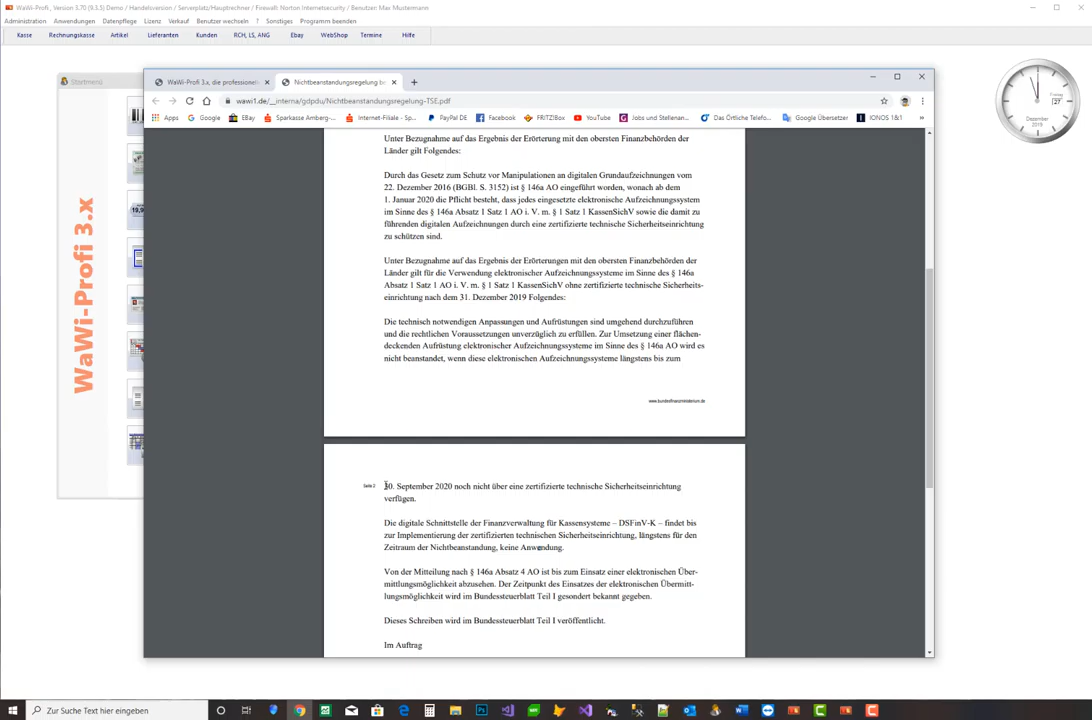 WaWi-Profi , Version 3.70 (9.3.3) Demo / Handelsversion / Serverplatz/Hauptrechner / Firewall: Norton Internetsecurity / Benutzer: Max Mustermann
Administration Anwendungen Datenpflege Lizenz Verkauf Benutzer wechseln ? Sonstiges Programm beenden
Kasse Rechnungskasse Artikel Lieferanten Kunden RCH, LS, ANG Ebay WebShop Termine Hilfe
Startmenü
WaWi-Profi 3.x, die professionel
Nichtbeanstandungsregelung be
wawi1.de/__interna/gdpdu/Nichtbeanstandungsregelung-TSE.pdf
Apps Google EBay Sparkasse Amberg-... Internet-Filiale - Sp... PayPal DE Facebook FRITZ!Box YouTube Jobs und Stellenan... Das Örtliche Telefo... Google Übersetzer IONOS 1&1 »
WaWi-Profi 3.x
19,9
27
Dezember
2019
Unter Bezugnahme auf das Ergebnis der Erörterung mit den obersten Finanzbehörden der
Länder gilt Folgendes:
Durch das Gesetz zum Schutz vor Manipulationen an digitalen Grundaufzeichnungen vom
22. Dezember 2016 (BGBl. S. 3152) ist § 146a AO eingeführt worden, wonach ab dem
1. Januar 2020 die Pflicht besteht, dass jedes eingesetzte elektronische Aufzeichnungssystem
im Sinne des § 146a Absatz 1 Satz 1 AO i. V. m. § 1 Satz 1 KassenSichV sowie die damit zu
führenden digitalen Aufzeichnungen durch eine zertifizierte technische Sicherheitseinrichtung
zu schützen sind.
Unter Bezugnahme auf das Ergebnis der Erörterungen mit den obersten Finanzbehörden der
Länder gilt für die Verwendung elektronischer Aufzeichnungssysteme im Sinne des § 146a
Absatz 1 Satz 1 AO i. V. m. § 1 Satz 1 KassenSichV ohne zertifizierte technische Sicherheits-
einrichtung nach dem 31. Dezember 2019 Folgendes:
Die technisch notwendigen Anpassungen und Aufrüstungen sind umgehend durchzuführen
und die rechtlichen Voraussetzungen unverzüglich zu erfüllen. Zur Umsetzung einer flächen-
deckenden Aufrüstung elektronischer Aufzeichnungssysteme im Sinne des § 146a AO wird es
nicht beanstandet, wenn diese elektronischen Aufzeichnungssysteme längstens bis zum
www.bundesfinanzministerium.de
Seite 2
30. September 2020 noch nicht über eine zertifizierte technische Sicherheitseinrichtung
verfügen.
Die digitale Schnittstelle der Finanzverwaltung für Kassensysteme – DSFinV-K – findet bis
zur Implementierung der zertifizierten technischen Sicherheitseinrichtung, längstens für den
Zeitraum der Nichtbeanstandung, keine Anwendung.
Von der Mitteilung nach § 146a Absatz 4 AO ist bis zum Einsatz einer elektronischen Über-
mittlungsmöglichkeit abzusehen. Der Zeitpunkt des Einsatzes der elektronischen Übermitt-
lungsmöglichkeit wird im Bundessteuerblatt Teil I gesondert bekannt gegeben.
Dieses Schreiben wird im Bundessteuerblatt Teil I veröffentlicht.
Im Auftrag
Zur Suche Text hier eingeben